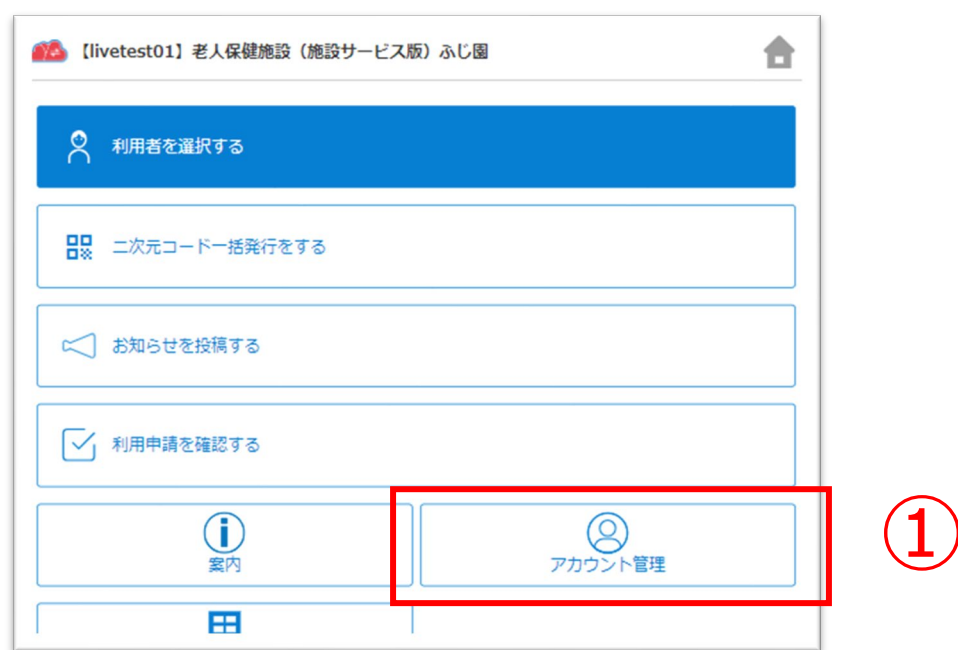 【livetest01】老人保健施設（施設サービス版）ふじ園
利用者を選択する
二次元コード一括発行をする
お知らせを投稿する
利用申請を確認する
案内
アカウント管理
①